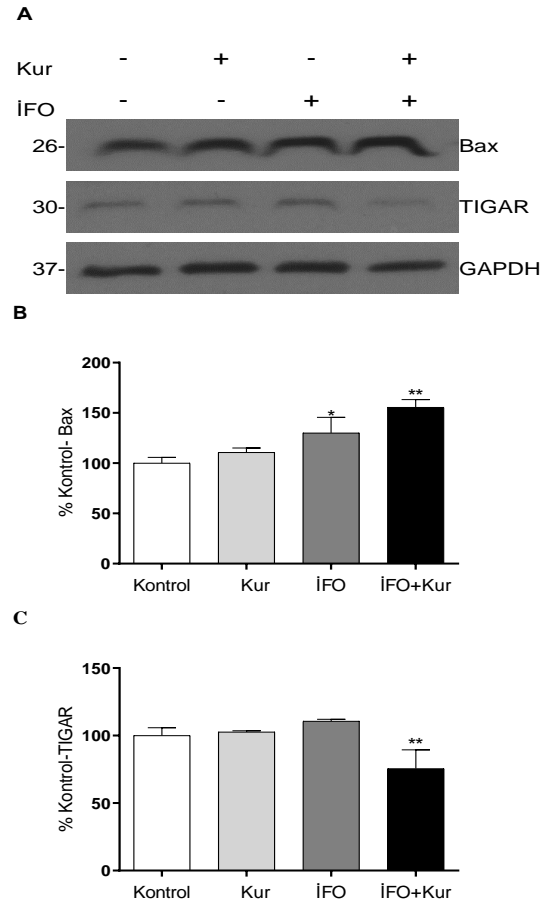 A
Kur - + - +
İFO - - + +
26- Bax
30- TIGAR
37- GAPDH
B
% Kontrol- Bax
200
150
100
50
0
*
**
Kontrol Kur İFO İFO+Kur
C
% Kontrol-TIGAR
150
100
50
0
**
Kontrol Kur İFO İFO+Kur